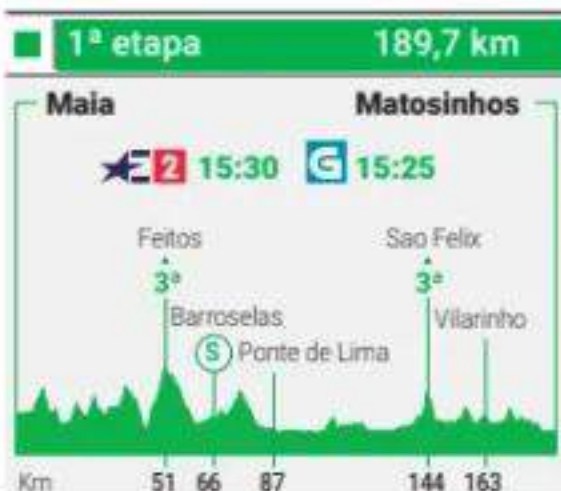 1ª etapa 189,7 km
Maia Matosinhos
E 2 15:30 G 15:25
Feitos Sao Felix
3ª 3ª
Barroselas Vilarinho
S Ponte de Lima
Km 51 66 87 144 163